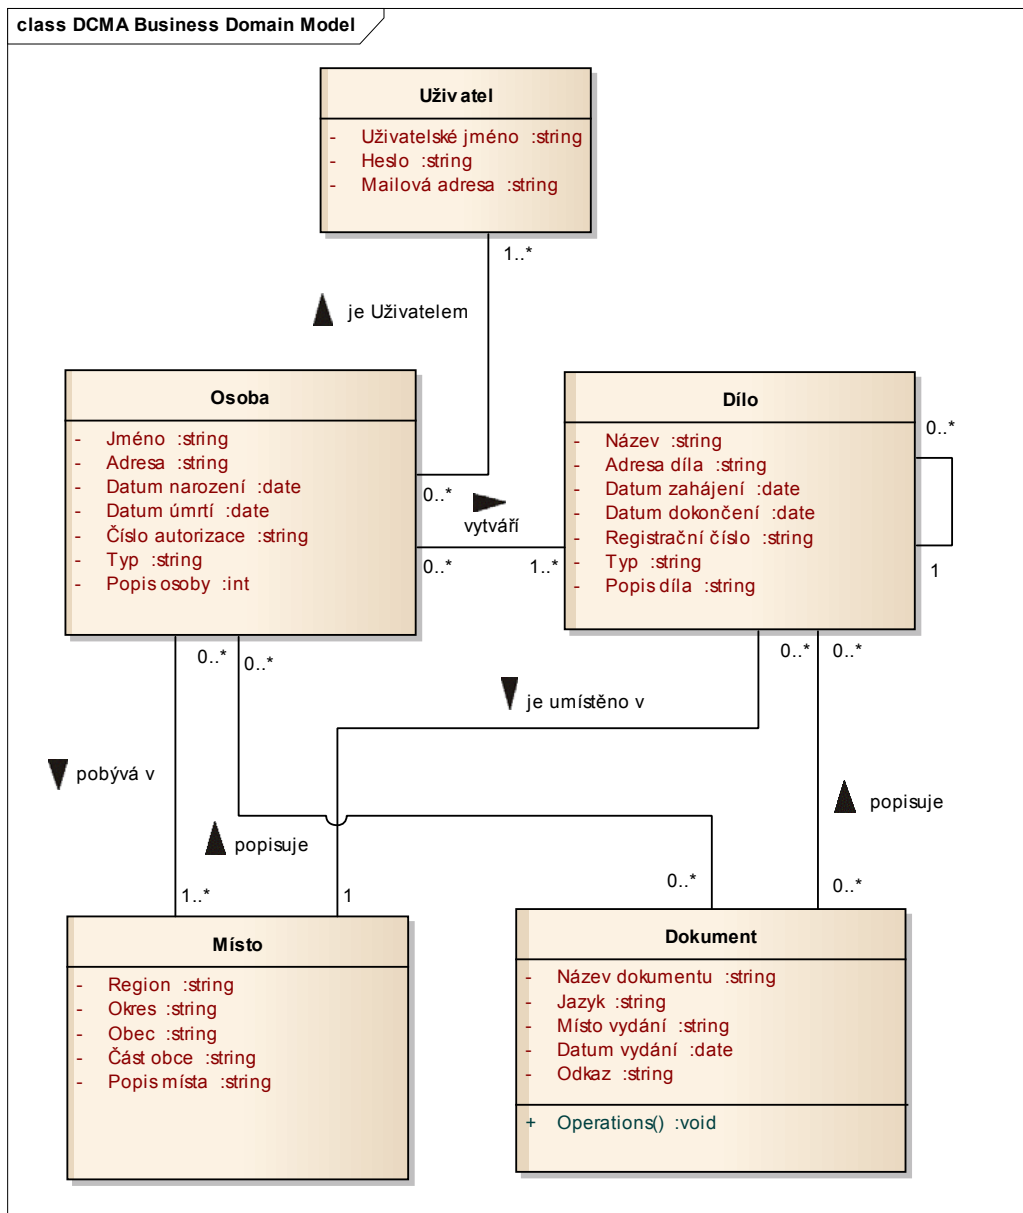 class DCMA Business Domain Model
Uživatel
- Uživatelské jméno :string
- Heslo :string
- Mailová adresa :string
1..*
je Uživatelem
Osoba
- Jméno :string
- Adresa :string
- Datum narození :date
- Datum úmrtí :date
- Číslo autorizace :string
- Typ :string
- Popis osoby :int
Dílo
- Název :string
- Adresa díla :string
- Datum zahájení :date
- Datum dokončení :date
- Registrační číslo :string
- Typ :string
- Popis díla :string
0..*
1
0..*
vytváří
0..*
1..*
0..*
0..*
0..*
0..*
je umístěno v
pobývá v
popisuje
popisuje
1..*
1
0..*
0..*
Místo
- Region :string
- Okres :string
- Obec :string
- Část obce :string
- Popis místa :string
Dokument
- Název dokumentu :string
- Jazyk :string
- Místo vydání :string
- Datum vydání :date
- Odkaz :string
+ Operations() :void